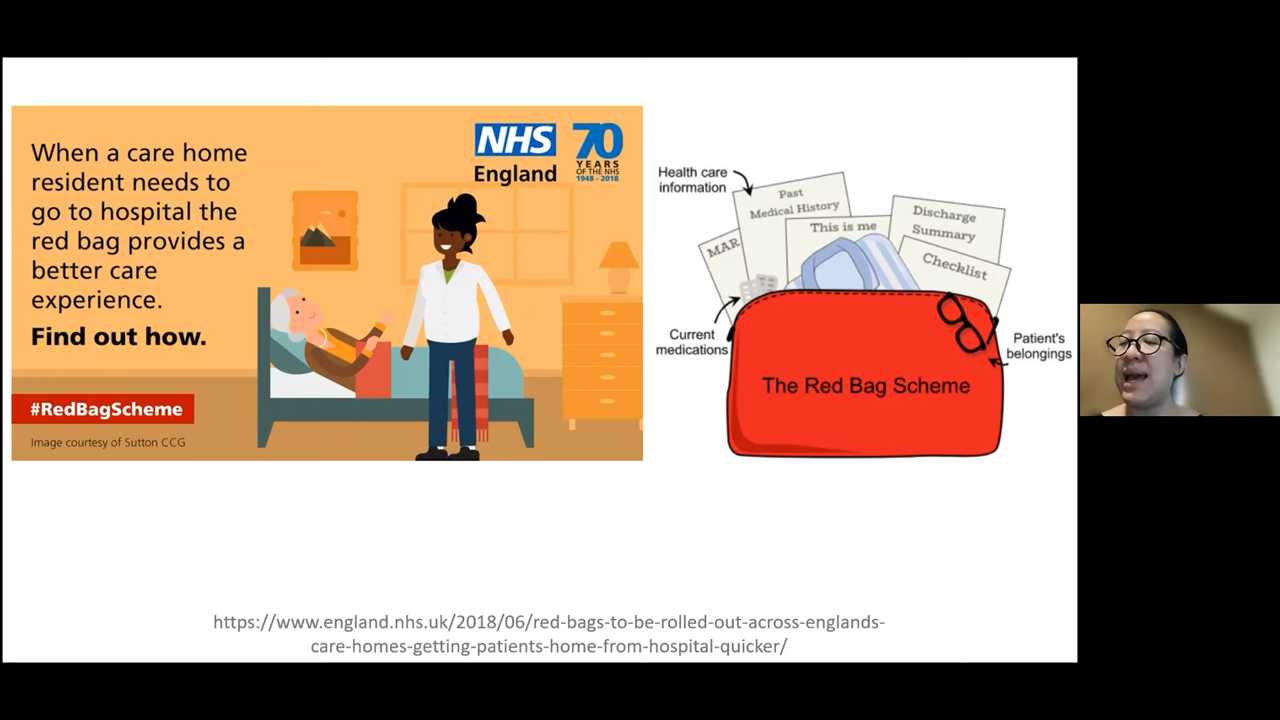 When a care home
resident needs to
go to hospital the
red bag provides a
better care
experience.
Find out how.
#RedBagScheme
Image courtesy of Sutton CCG
NHS
England
70
YEARS
OF THE NHS
1948 - 2018
Health care
information
Past
Medical History
Discharge
Summary
This is me
MAR
Checklist
Current
medications
Patient's
belongings
The Red Bag Scheme
https://www.england.nhs.uk/2018/06/red-bags-to-be-rolled-out-across-englands-
care-homes-getting-patients-home-from-hospital-quicker/